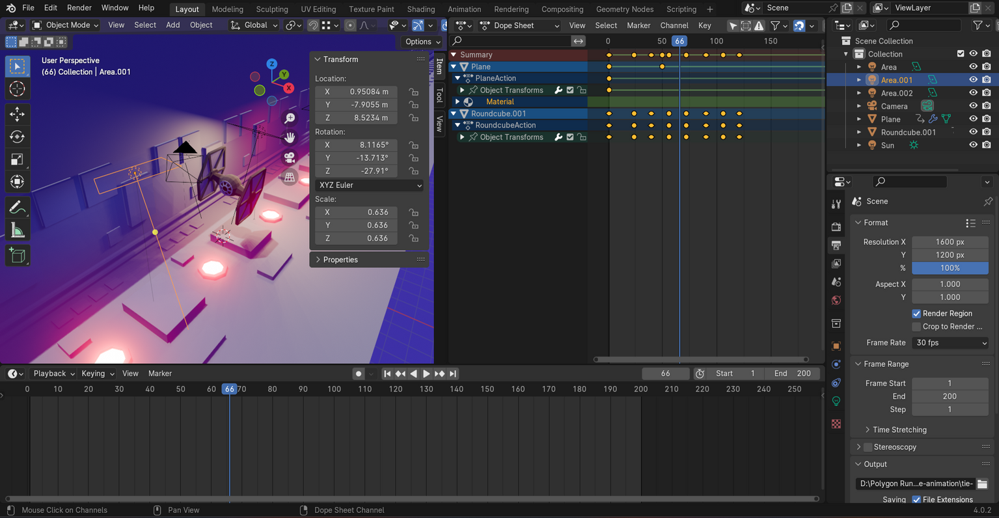 File Edit Render Window Help Layout Modeling Sculpting UV Editing Texture Paint Shading Animation Rendering Compositing Geometry Nodes Scripting + Scene ViewLayer
Object Mode View Select Add Object Global
Options
User Perspective
(66) Collection | Area.001
Z
Y
X
Transform
Location:
X 0.95084 m
Y -7.9055 m
Z 8.5234 m
Rotation:
X 8.1165°
Y -13.713°
Z -27.91°
XYZ Euler
Scale:
X 0.636
Y 0.636
Z 0.636
Properties
Item
Tool
View
Dope Sheet View Select Marker Channel Key
0 50 66 100 150
Summary
Plane
PlaneAction
Object Transforms
Material
Roundcube.001
RoundcubeAction
Object Transforms
Scene Collection
Collection
Area
Area.001
Area.002
Camera
Plane
Roundcube.001
Sun
Scene
Format
Resolution X 1600 px
Y 1200 px
% 100%
Aspect X 1.000
Y 1.000
Render Region
Crop to Render ...
Frame Rate 30 fps
Frame Range
Frame Start 1
End 200
Step 1
Time Stretching
Stereoscopy
Output
D:\Polygon Run...e-animation\tie-
Saving File Extensions
Playback Keying View Marker 66 Start 1 End 200
0 10 20 30 40 50 60 66 70 80 90 100 110 120 130 140 150 160 170 180 190 200 210 220 230 240 250
Mouse Click on Channels Pan View Dope Sheet Channel 4.0.2